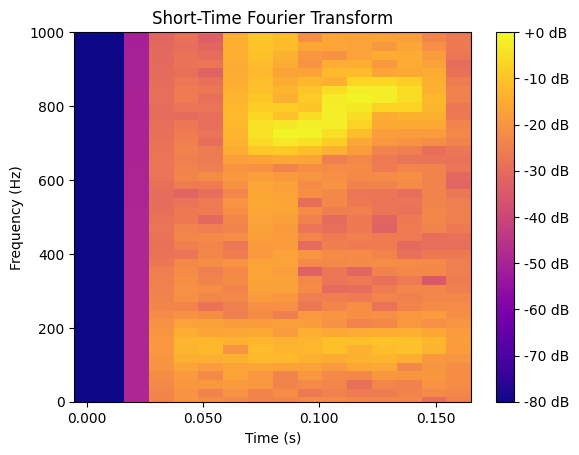 Short-Time Fourier Transform
1000
800
600
400
200
0
Frequency (Hz)
0.000
0.050
0.100
0.150
Time (s)
+0 dB
-10 dB
-20 dB
-30 dB
-40 dB
-50 dB
-60 dB
-70 dB
-80 dB